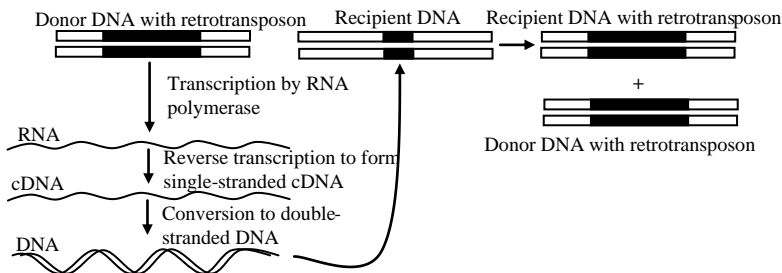 Donor DNA with retrotransposon
Recipient DNA
Recipient DNA with retrotransposon
Transcription by RNA
polymerase
+
Donor DNA with retrotransposon
RNA
Reverse transcription to form
single-stranded cDNA
cDNA
Conversion to double-
stranded DNA
DNA